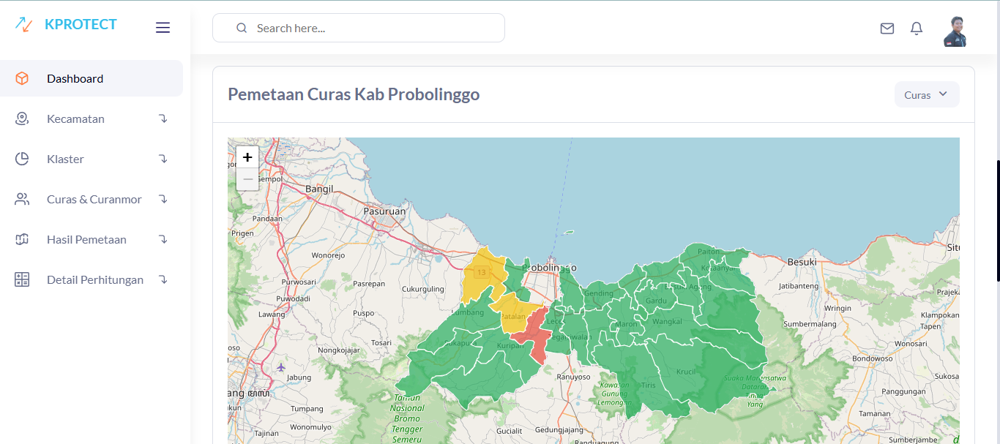 KPROTECT
Search here...
Dashboard
Kecamatan
Klaster
Curas & Curanmor
Hasil Pemetaan
Detail Perhitungan
Pemetaan Curas Kab Probolinggo
Curas
+
−
Bangil
Pasuruan
Pandaan
Prigen
Wonorejo
Purwosari
Pasrepan
Cukurguling
Puwodadi
Puspo
Lawang
Tosari
Nongkojajar
Jabung
Tumpang
Wonomulyo
Tajinan
13
Probolinggo
Lumbang
Patalan
Leces
Sukapura
Kuripan
Tegalsiwalan
Ranuyoso
Gending
Maron
Gardu
Wangkal
Besuki Agung
Paiton
Kotaanyar
Krucil
Tiris
Suaka Margasatwa
Dataran
Tinggi
Yang
Kawasan
Gunung
Lemongan
Taman
Nasional
Bromo
Tengger
Semeru
Gucialit
Gedungjajang
Randuagung
Besuki
Jatibanteng
Wringin
Sumbermalang
Klampokan
Tapen
Wonosari
Bondowoso
Panggungan
Tamanan
Sumberjambe